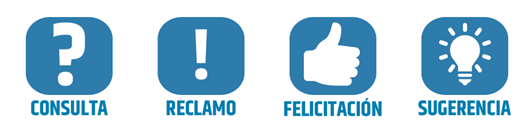 ?
!
CONSULTA
RECLAMO
FELICITACIÓN
SUGERENCIA